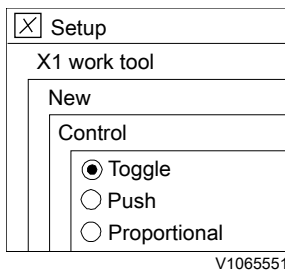 X Setup
X1 work tool
New
Control
Toggle
Push
Proportional
V1065551